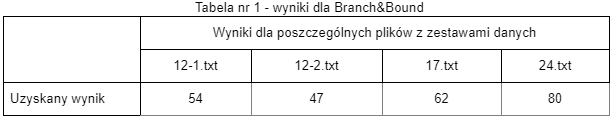 Tabela nr 1 - wyniki dla Branch&Bound
Wyniki dla poszczególnych plików z zestawami danych
12-1.txt 12-2.txt 17.txt 24.txt
Uzyskany wynik 54 47 62 80